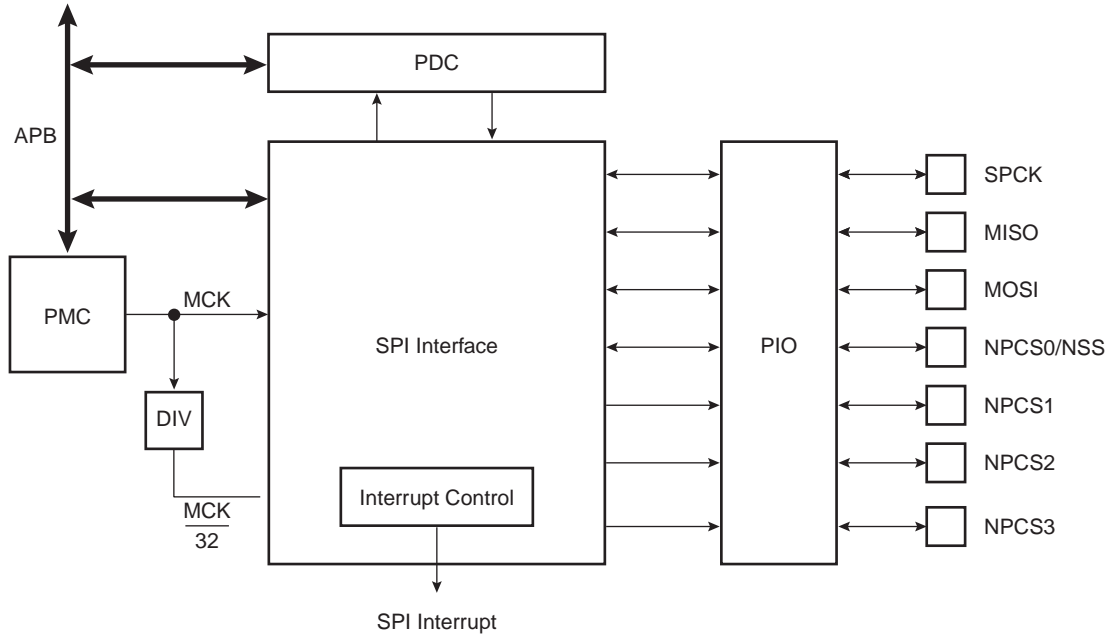 PDC
APB
SPCK
MISO
PMC
MCK
MOSI
SPI Interface
PIO
NPCS0/NSS
DIV
NPCS1
NPCS2
Interrupt Control
MCK
32
NPCS3
SPI Interrupt